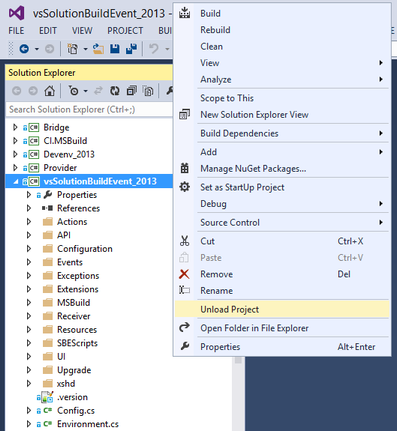 vsSolutionBuildEvent_2013 -
FILE EDIT VIEW PROJECT
Solution Explorer
Search Solution Explorer (Ctrl+;)
Bridge
CI.MSBuild
Devenv_2013
Provider
vsSolutionBuildEvent_2013
Properties
References
Actions
API
Configuration
Events
Exceptions
Extensions
MSBuild
Receiver
Resources
SBEScripts
UI
Upgrade
xshd
.version
Config.cs
Environment.cs
Build
Rebuild
Clean
View
Analyze
Scope to This
New Solution Explorer View
Build Dependencies
Add
Manage NuGet Packages...
Set as StartUp Project
Debug
Source Control
Cut Ctrl+X
Paste Ctrl+V
Remove Del
Rename
Unload Project
Open Folder in File Explorer
Properties Alt+Enter